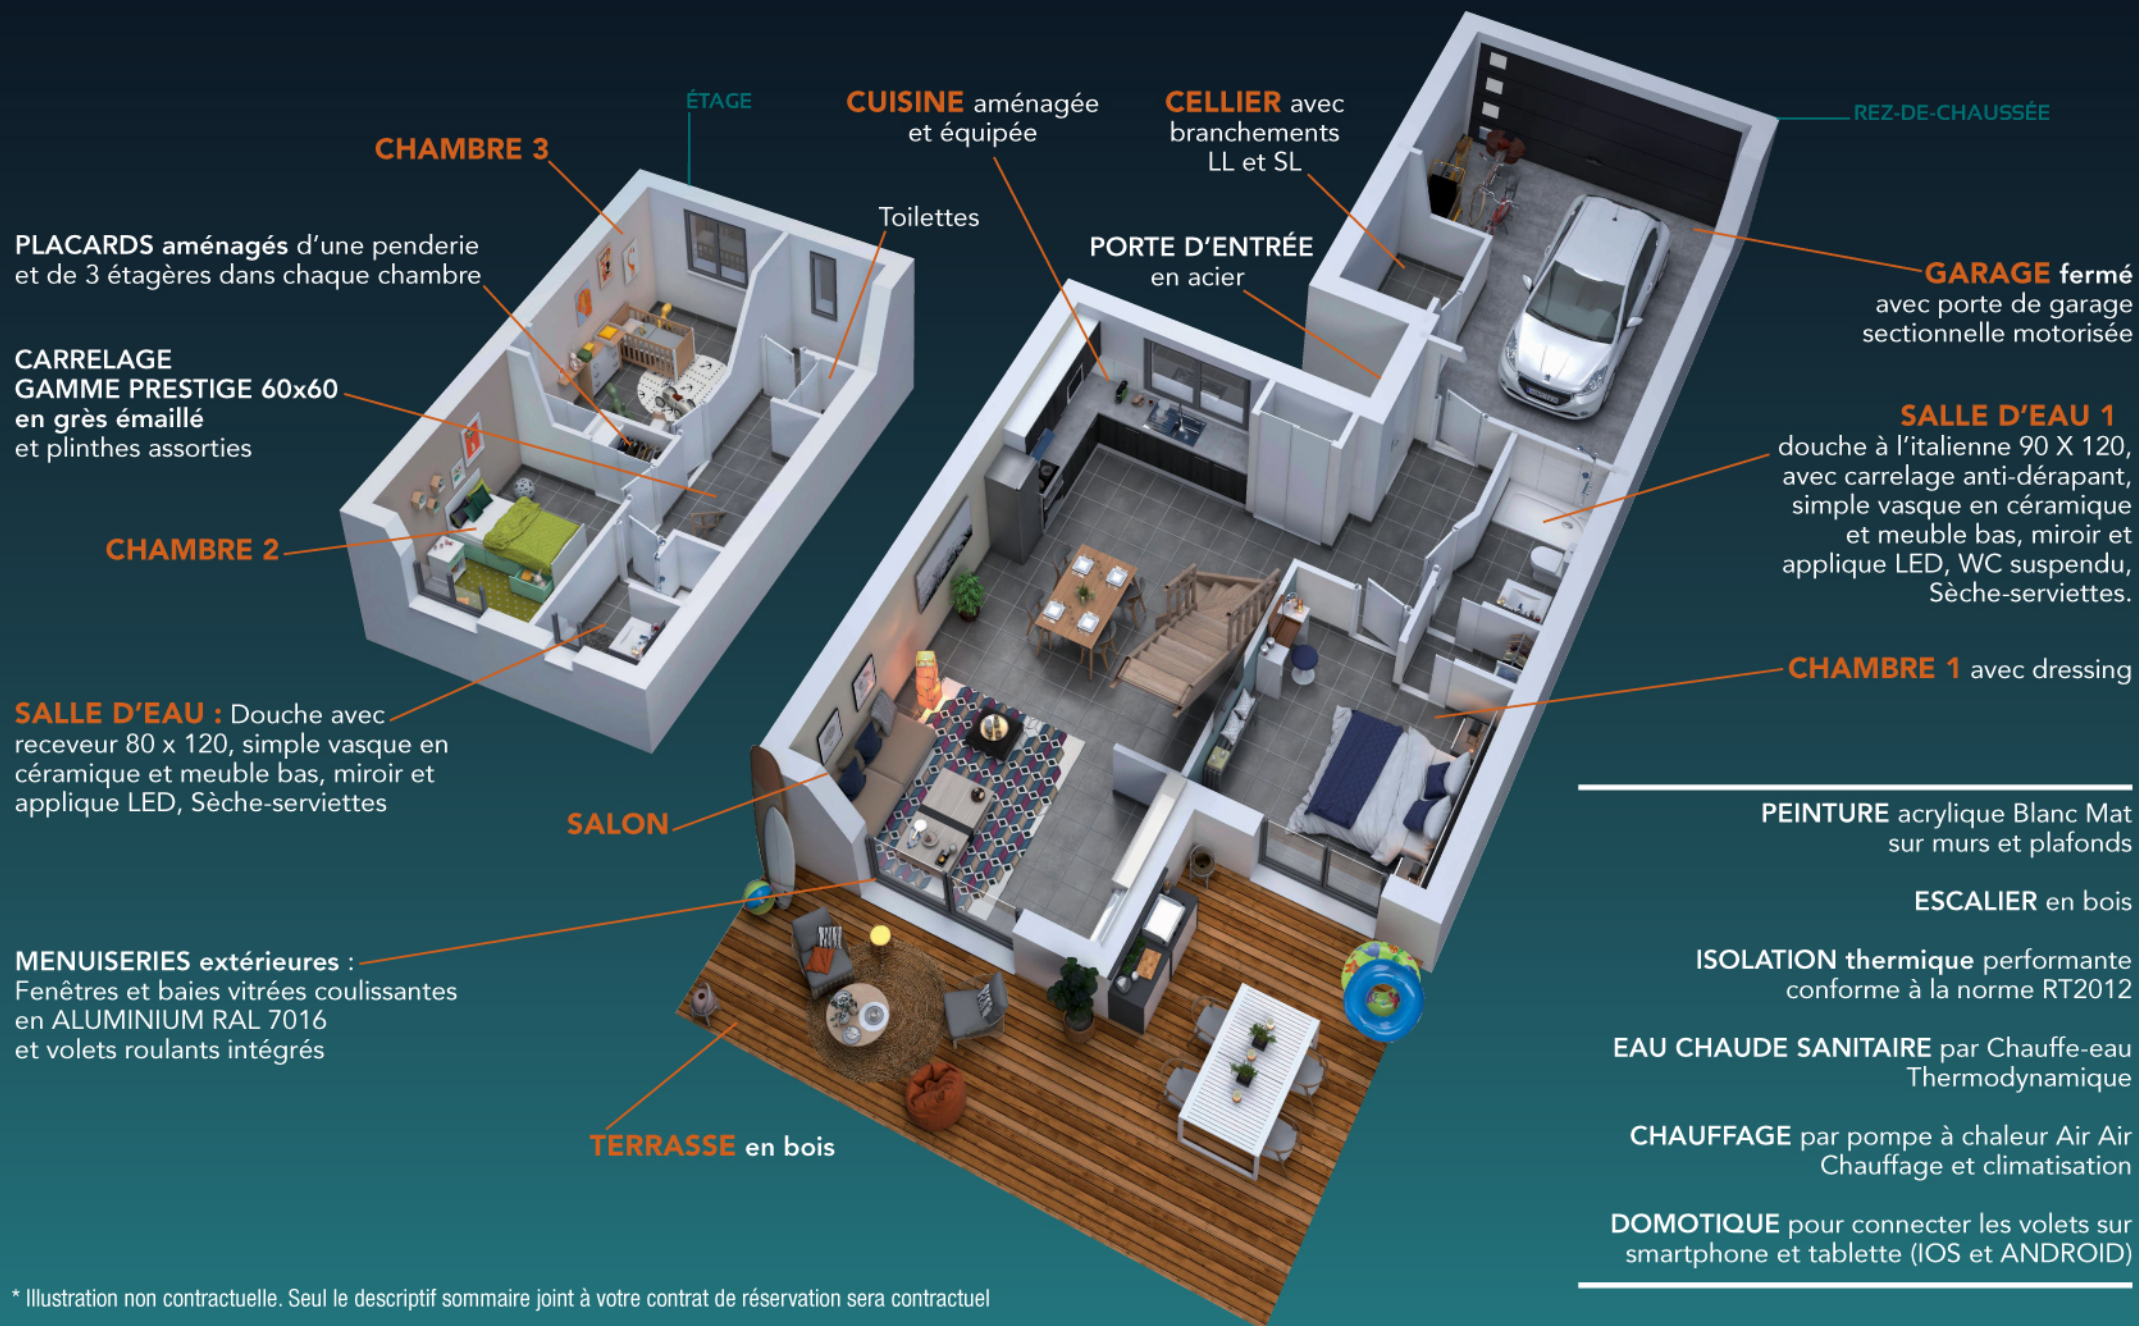 ÉTAGE
CHAMBRE 3
CUISINE aménagée
et équipée
CELLIER avec
branchements
LL et SL
REZ-DE-CHAUSSÉE
Toilettes
PLACARDS aménagés d'une penderie
et de 3 étagères dans chaque chambre
PORTE D'ENTRÉE
en acier
GARAGE fermé
avec porte de garage
sectionnelle motorisée
CARRELAGE
GAMME PRESTIGE 60x60
en grès émaillé
et plinthes assorties
SALLE D'EAU 1
douche à l'italienne 90 X 120,
avec carrelage anti-dérapant,
simple vasque en céramique
et meuble bas, miroir et
applique LED, WC suspendu,
Sèche-serviettes.
CHAMBRE 2
CHAMBRE 1 avec dressing
SALLE D'EAU : Douche avec
receveur 80 x 120, simple vasque en
céramique et meuble bas, miroir et
applique LED, Sèche-serviettes
SALON
PEINTURE acrylique Blanc Mat
sur murs et plafonds
ESCALIER en bois
MENUISERIES extérieures :
Fenêtres et baies vitrées coulissantes
en ALUMINIUM RAL 7016
et volets roulants intégrés
ISOLATION thermique performante
conforme à la norme RT2012
EAU CHAUDE SANITAIRE par Chauffe-eau
Thermodynamique
TERRASSE en bois
CHAUFFAGE par pompe à chaleur Air Air
Chauffage et climatisation
DOMOTIQUE pour connecter les volets sur
smartphone et tablette (IOS et ANDROID)
* Illustration non contractuelle. Seul le descriptif sommaire joint à votre contrat de réservation sera contractuel